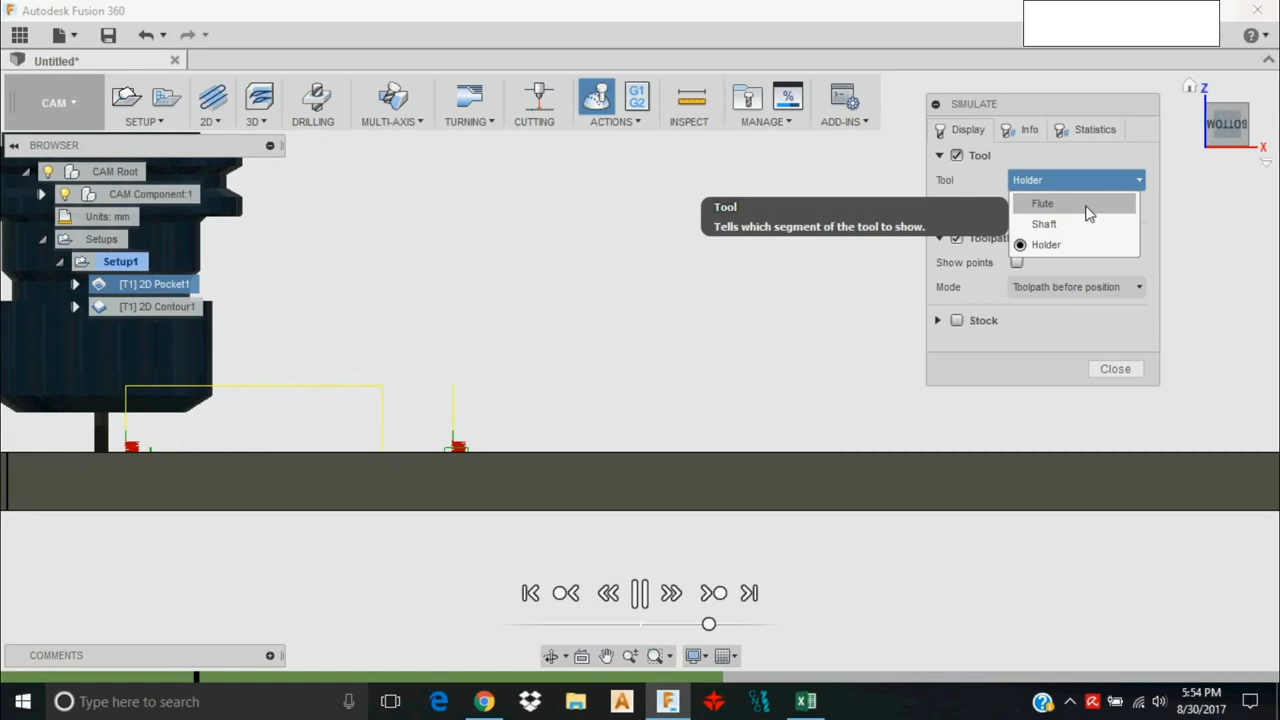 Autodesk Fusion 360
Untitled*
CAM
SETUP
2D
3D
DRILLING
MULTI-AXIS
TURNING
CUTTING
G1
G2
ACTIONS
INSPECT
%
MANAGE
ADD-INS
BROWSER
CAM Root
CAM Component:1
Units: mm
Setups
Setup1
[T1] 2D Pocket1
[T1] 2D Contour1
Z
BOTTOM
X
SIMULATE
Display
Info
Statistics
Tool
Tool
Holder
Flute
Shaft
Holder
Tool
Tells which segment of the tool to show.
Toolpath
Show points
Mode
Toolpath before position
Stock
Close
COMMENTS
Type here to search
5:54 PM
8/30/2017